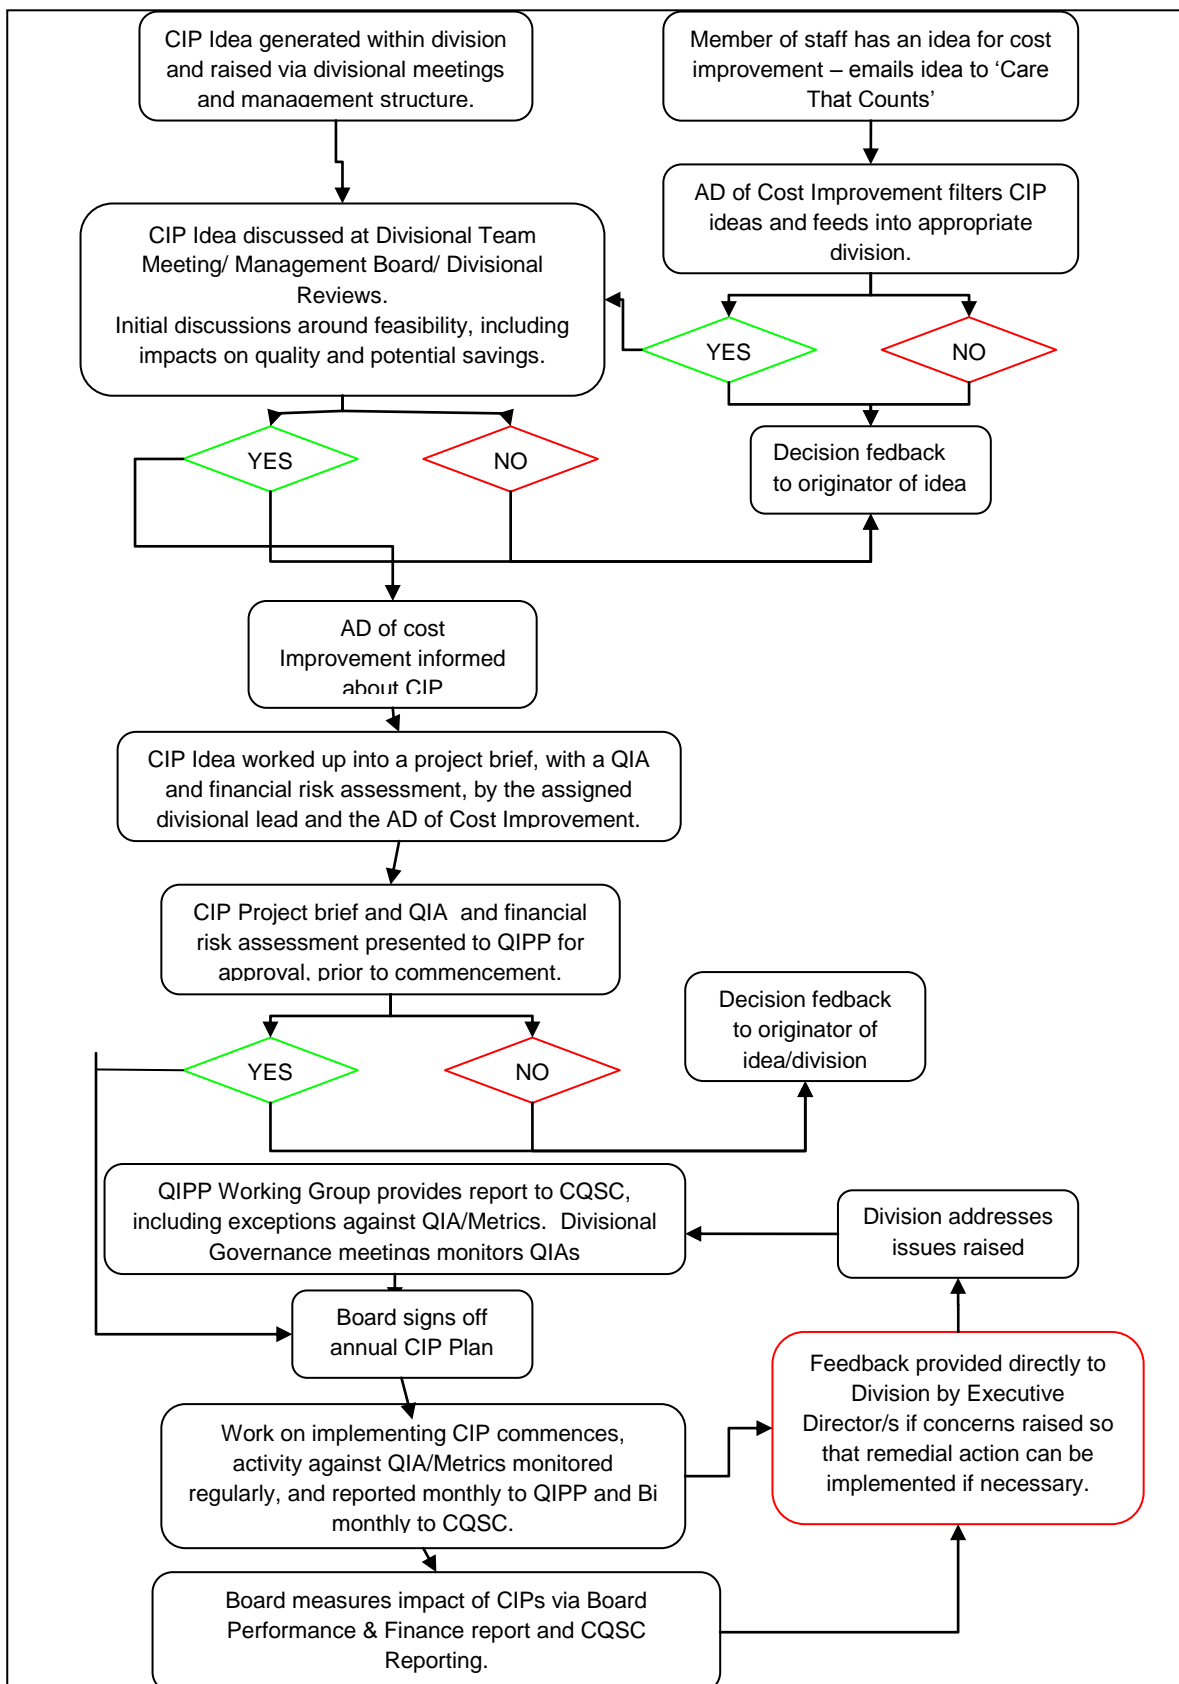 CIP Idea generated within division
and raised via divisional meetings
and management structure.
Member of staff has an idea for cost
improvement – emails idea to ‘Care
That Counts’
AD of Cost Improvement filters CIP
ideas and feeds into appropriate
division.
CIP Idea discussed at Divisional Team
Meeting/ Management Board/ Divisional
Reviews.
Initial discussions around feasibility, including
impacts on quality and potential savings.
YES
NO
YES
NO
Decision fedback
to originator of idea
AD of cost
Improvement informed
about CIP
CIP Idea worked up into a project brief, with a QIA
and financial risk assessment, by the assigned
divisional lead and the AD of Cost Improvement.
CIP Project brief and QIA  and financial
risk assessment presented to QIPP for
approval, prior to commencement.
YES
NO
Decision fedback
to originator of
idea/division
QIPP Working Group provides report to CQSC,
including exceptions against QIA/Metrics.  Divisional
Governance meetings monitors QIAs
Division addresses
issues raised
Board signs off
annual CIP Plan
Feedback provided directly to
Division by Executive
Director/s if concerns raised so
that remedial action can be
implemented if necessary.
Work on implementing CIP commences,
activity against QIA/Metrics monitored
regularly, and reported monthly to QIPP and Bi
monthly to CQSC.
Board measures impact of CIPs via Board
Performance & Finance report and CQSC
Reporting.